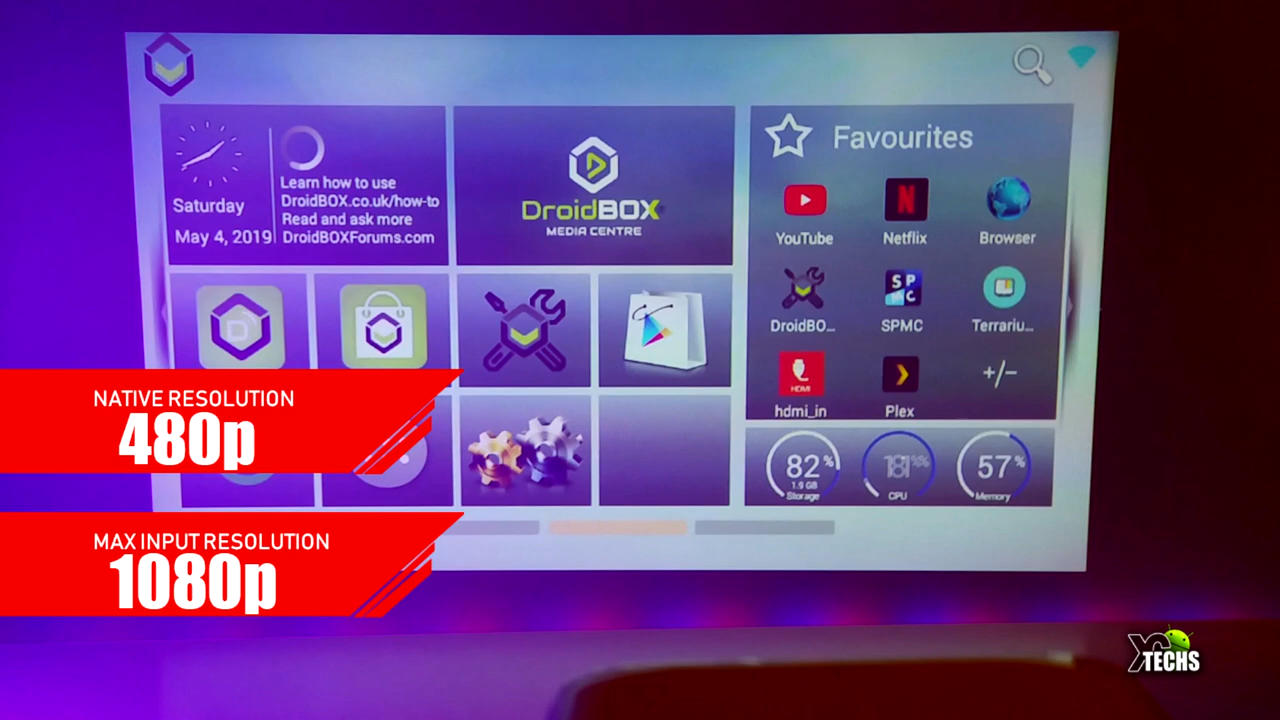 Favourites
Learn how to use
DroidBOX.co.uk/how-to
Read and ask more
DroidBOXForums.com
Saturday
May 4, 2019
DroidBOX
MEDIA CENTRE
YouTube
Netflix
Browser
DroidBO...
SPMC
SPMC
Terrariu...
HDMI
hdmi_in
Plex
+/-
D
NATIVE RESOLUTION
480p
82%
1.9 GB
Storage
CPU
57%
Memory
MAX INPUT RESOLUTION
1080p
TECHS